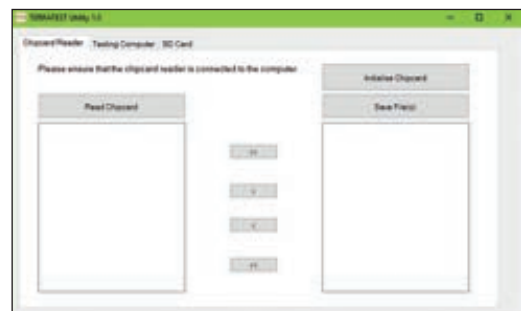 TERRATEST Utility 1.0
Chipcard Reader Testing Computer SD Card
Please ensure that the chipcard reader is connected to the computer.
Initialise Chipcard
Read Chipcard
Save File(s)